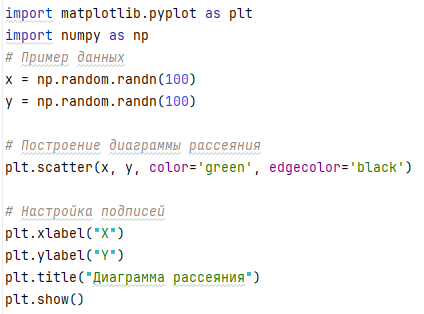 import matplotlib.pyplot as plt
import numpy as np
# Пример данных
x = np.random.randn(100)
y = np.random.randn(100)
# Построение диаграммы рассеяния
plt.scatter(x, y, color='green', edgecolor='black')
# Настройка подписей
plt.xlabel("X")
plt.ylabel("Y")
plt.title("Диаграмма рассеяния")
plt.show()